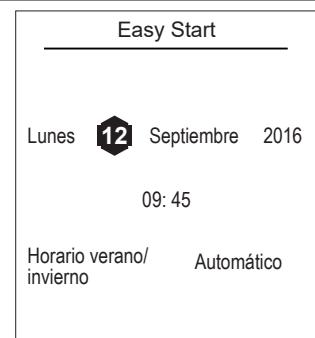 Easy Start
Lunes 12 Septiembre 2016
09: 45
Horario verano/ Automático
invierno